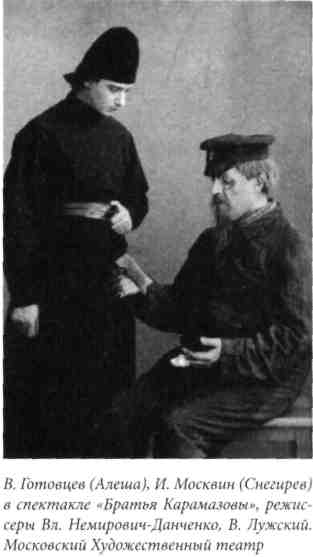 В. Готовцев (Алеша), И. Москвин (Снегирев)
в спектакле «Братья Карамазовы», режис-
серы Вл. Немирович-Данченко, В. Лужский.
Московский Художественный театр